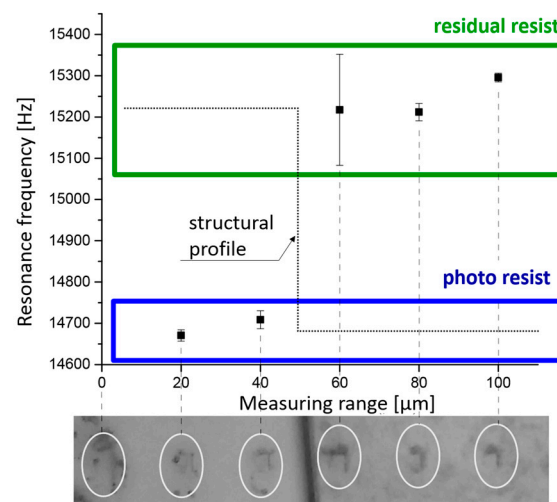 residual resist
15400
15300
15200
15100
15000
14900
14800
14700
14600
Resonance frequency [Hz]
structural
profile
photo resist
0
20
40
60
80
100
Measuring range [µm]